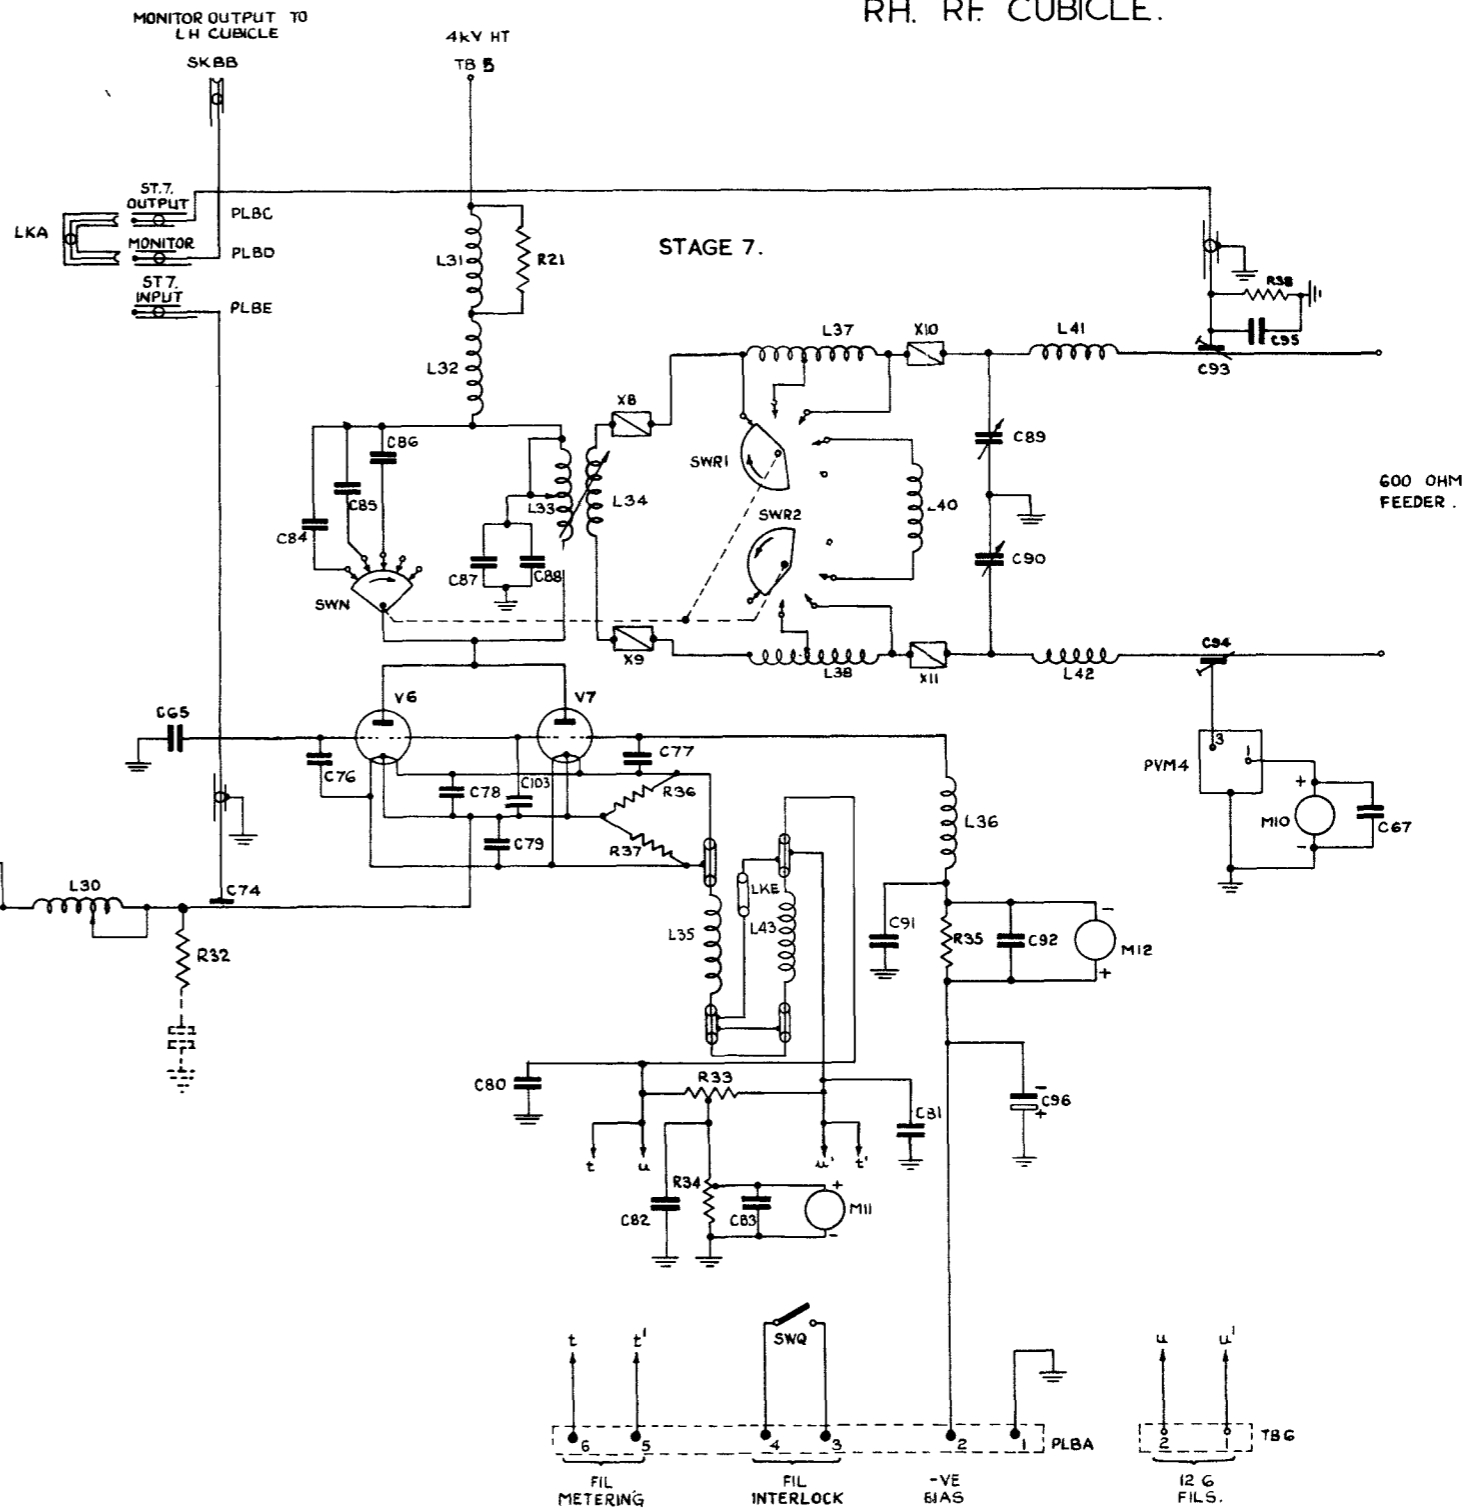 RH. RF. CUBICLE.
MONITOR OUTPUT TO
LH CUBICLE
SKBB
4kV HT
TB 5
ST.7.
OUTPUT
PLBC
LKA
MONITOR
PLBD
ST 7.
INPUT
PLBE
L31
R21
STAGE 7.
R38
C95
L32
L37
X10
L41
C93
X8
C86
C89
SWR1
C85
L33
L34
600 OHM
FEEDER.
C84
SWR2
L40
C87
C88
C90
SWN
X9
L38
X11
L42
C94
V6
V7
C65
C76
C77
C103
C78
R36
3
1
PVM4
+
M10
-
C67
L36
C79
R37
L30
C74
LKE
L35
L43
C91
R35
C92
-
M12
+
R32
C80
R33
C81
-
C96
+
t
u
u'
t'
R34
C82
C83
+
M11
-
SWQ
t
t'
u
u'
6
5
4
3
2
1
PLBA
2
1
TB6
FIL
METERING
FIL
INTERLOCK
-VE
BIAS
12 6
FILS.